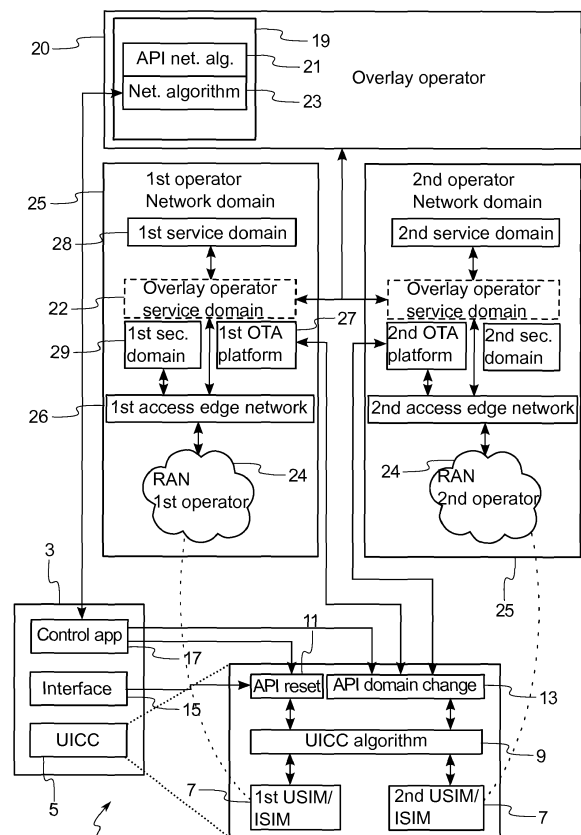 20
19
API net. alg.
21
Overlay operator
Net. algorithm
23
25
1st operator
Network domain
2nd operator
Network domain
28
1st service domain
2nd service domain
22
Overlay operator
service domain
Overlay operator
service domain
27
29
1st sec.
domain
1st OTA
platform
2nd OTA
platform
2nd sec.
domain
26
1st access edge network
2nd access edge network
24
RAN
1st operator
24
RAN
2nd operator
25
3
Control app
17
11
Interface
15
API reset
API domain change
13
UICC
5
UICC algorithm
9
7
1st USIM/
ISIM
2nd USIM/
ISIM
7